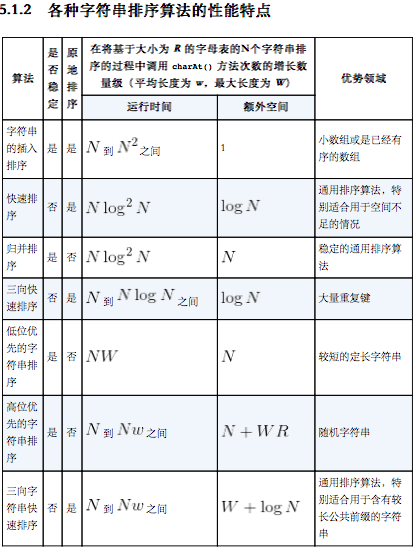 5.1.2 各种字符串排序算法的性能特点
算法
是
否
稳
定
原
地
排
序
在将基于大小为 R 的字母表的N个字符串排
序的过程中调用 charAt() 方法次数的增长数
量级（平均长度为 w，最大长度为 W）
运行时间
额外空间
优势领域
字符串
的插入
排序
是
是
N 到 N² 之间
1
小数组或是已经有
序的数组
快速排
序
否
是
N log² N
log N
通用排序算法，特
别适合用于空间不
足的情况
归并排
序
是
否
N log² N
N
稳定的通用排序算
法
三向快
速排序
否
是
N 到 N log N 之间
log N
大量重复键
低位优
先的字
符串排
序
是
否
NW
N
较短的定长字符串
高位优
先的字
符串排
序
是
否
N 到 Nw 之间
N + WR
随机字符串
三向字
符串快
速排序
否
是
N 到 Nw 之间
W + log N
通用排序算法，特
别适合用于含有较
长公共前缀的字符
串